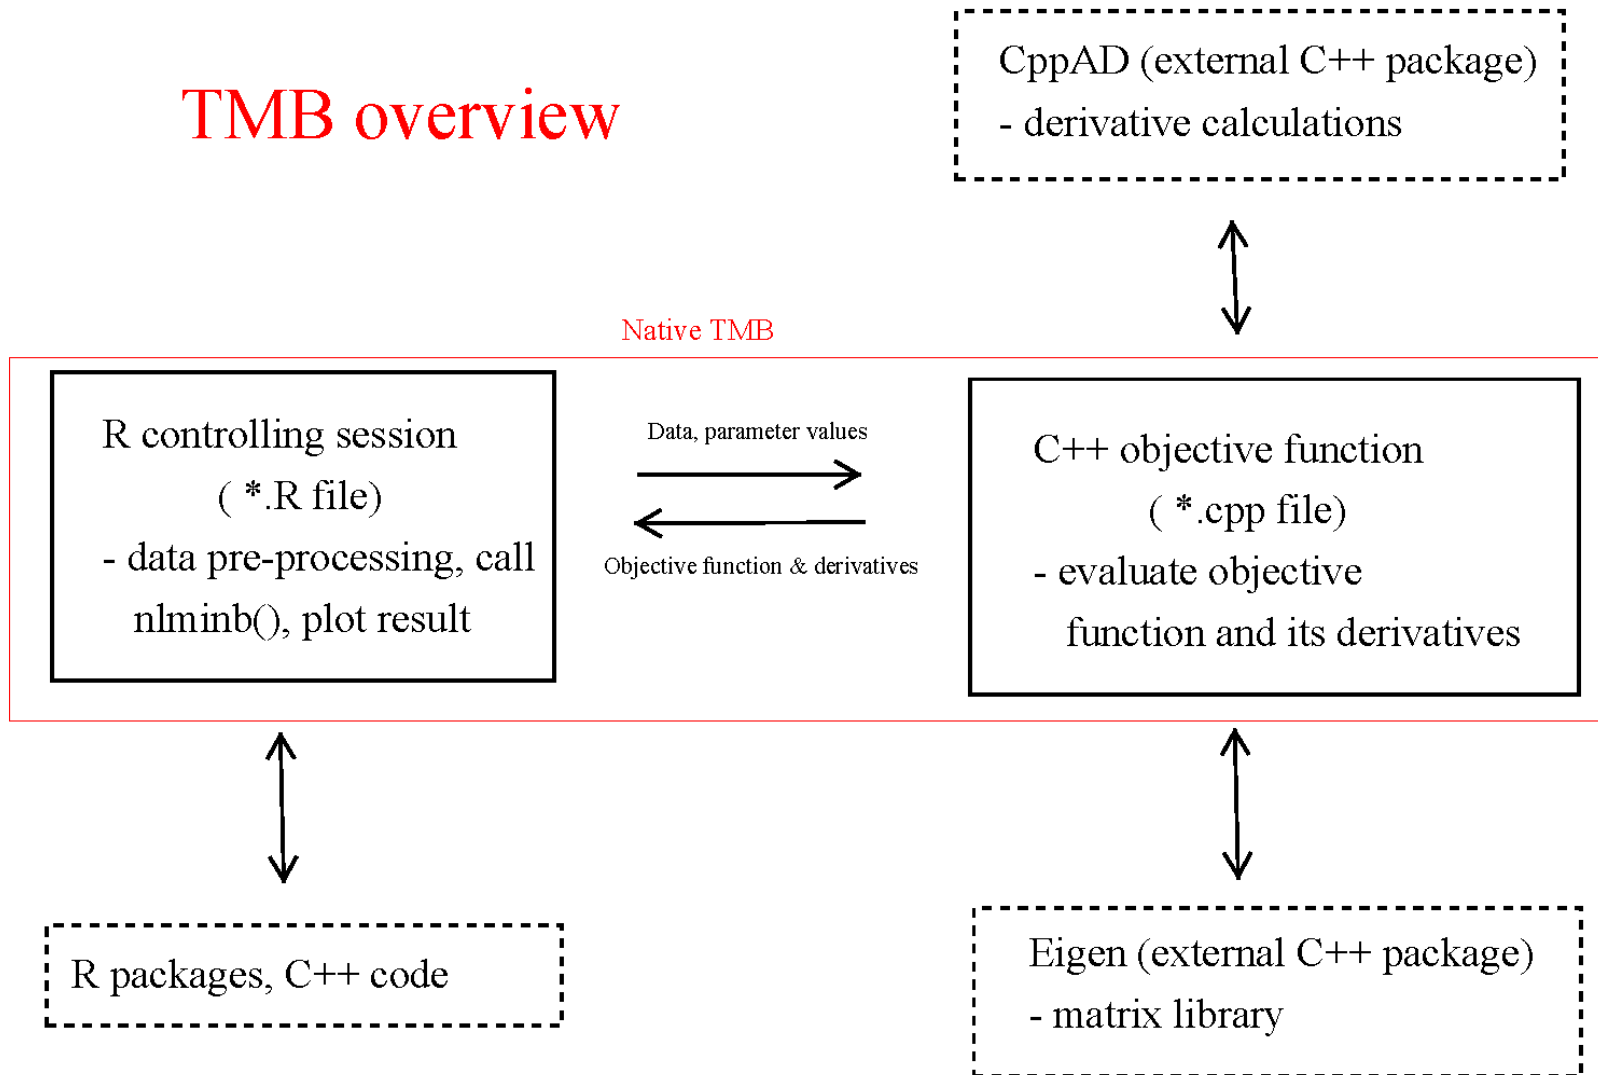 TMB overview
CppAD (external C++ package)
- derivative calculations
Native TMB
R controlling session
( *.R file)
- data pre-processing, call
nlminb(), plot result
Data, parameter values
Objective function & derivatives
C++ objective function
( *.cpp file)
- evaluate objective
function and its derivatives
R packages, C++ code
Eigen (external C++ package)
- matrix library